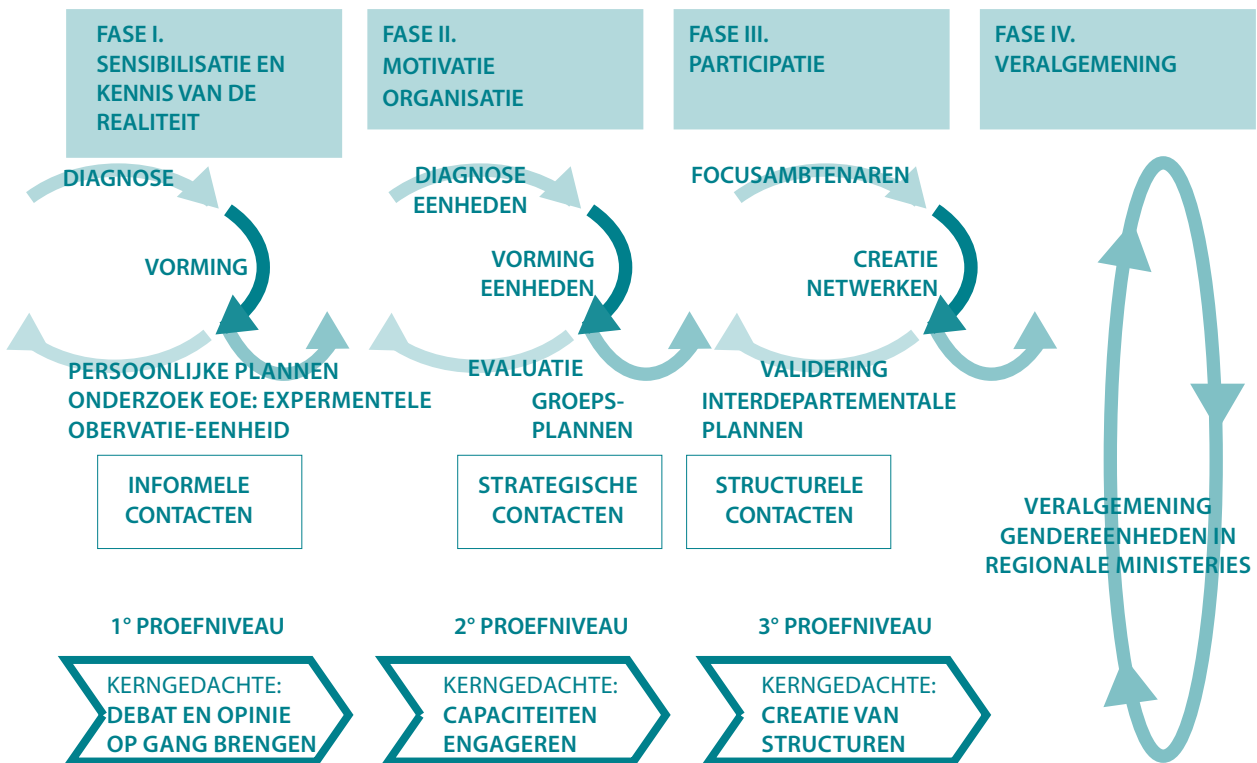 FASE I.
SENSIBILISATIE EN
KENNIS VAN DE
REALITEIT
FASE II.
MOTIVATIE
ORGANISATIE
FASE III.
PARTICIPATIE
FASE IV.
VERALGEMENING
DIAGNOSE
VORMING
PERSOONLIJKE PLANNEN
ONDERZOEK EOE: EXPERMENTELE
OBERVATIE-EENHEID
INFORMELE
CONTACTEN
DIAGNOSE
EENHEDEN
VORMING
EENHEDEN
EVALUATIE
GROEPS-
PLANNEN
STRATEGISCHE
CONTACTEN
FOCUSAMBTENAREN
CREATIE
NETWERKEN
VALIDERING
INTERDEPARTEMENTALE
PLANNEN
STRUCTURELE
CONTACTEN
VERALGEMENING
GENDEREENHEDEN IN
REGIONALE MINISTERIES
1° PROEFNIVEAU
KERNGEDACHTE:
DEBAT EN OPINIE
OP GANG BRENGEN
2° PROEFNIVEAU
KERNGEDACHTE:
CAPACITEITEN
ENGAGEREN
3° PROEFNIVEAU
KERNGEDACHTE:
CREATIE VAN
STRUCTUREN